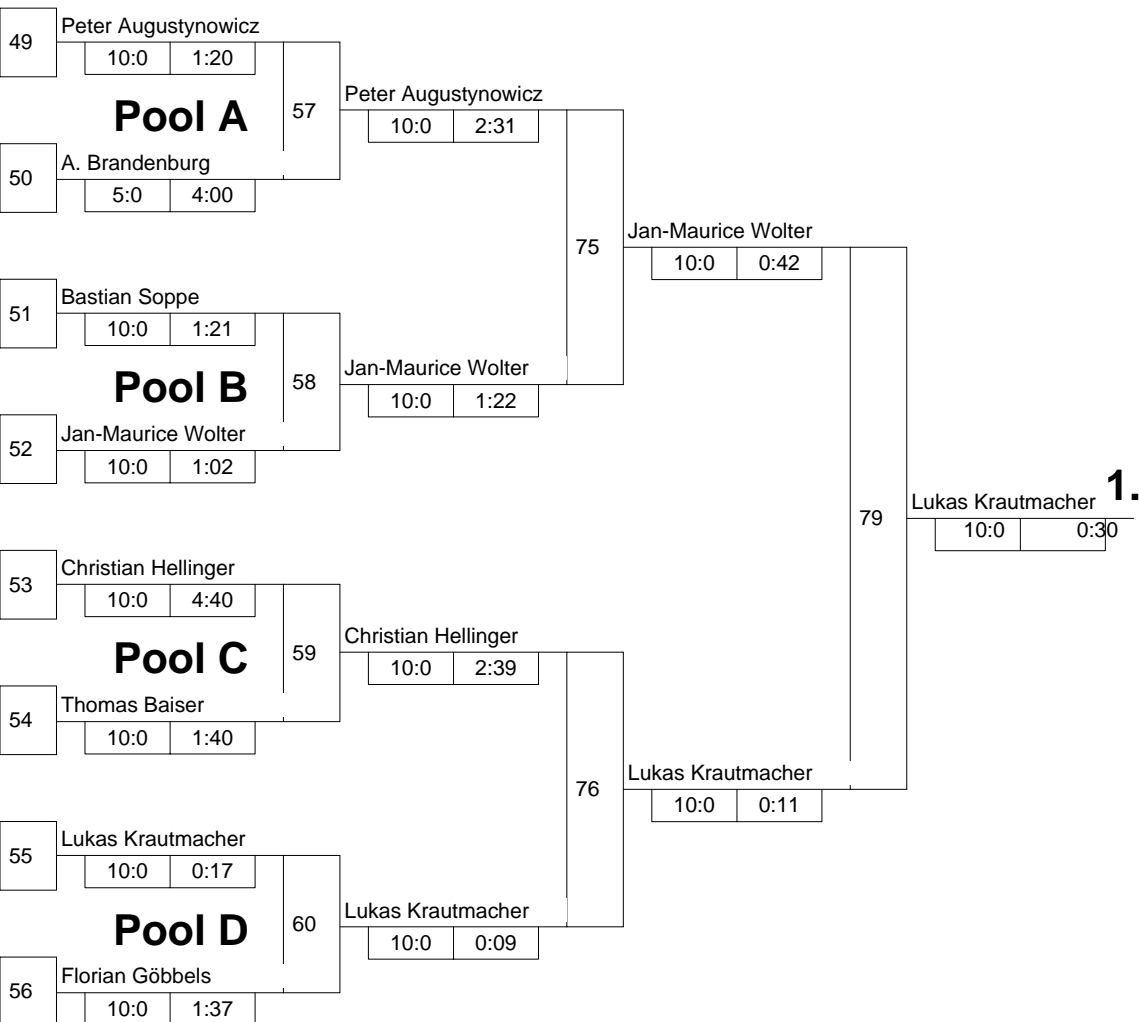 49 Peter Augustynowicz
10:0 1:20
Pool A 57 Peter Augustynowicz
10:0 2:31
50 A. Brandenburg
5:0 4:00
75 Jan-Maurice Wolter
10:0 0:42
51 Bastian Soppe
10:0 1:21
Pool B 58 Jan-Maurice Wolter
10:0 1:22
52 Jan-Maurice Wolter
10:0 1:02
79 Lukas Krautmacher 1.
10:0 0:30
53 Christian Hellinger
10:0 4:40
Pool C 59 Christian Hellinger
10:0 2:39
54 Thomas Baiser
10:0 1:40
76 Lukas Krautmacher
10:0 0:11
55 Lukas Krautmacher
10:0 0:17
Pool D 60 Lukas Krautmacher
10:0 0:09
56 Florian Göbbels
10:0 1:37